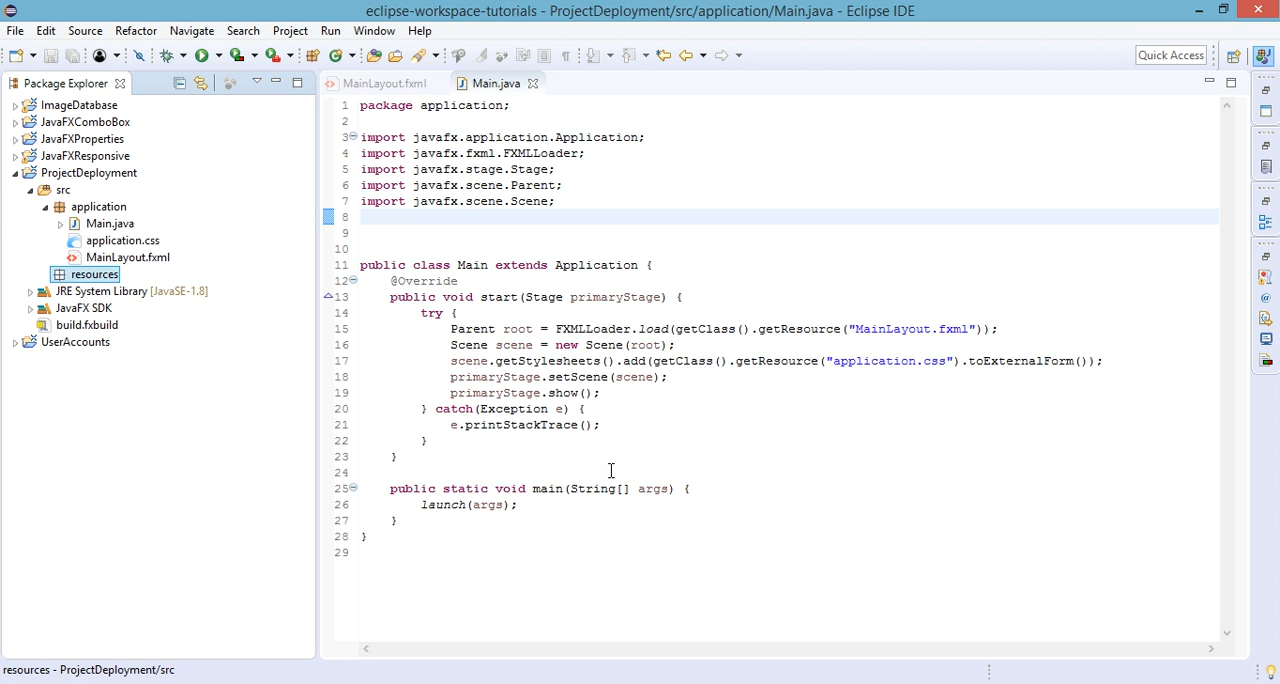 eclipse-workspace-tutorials - ProjectDeployment/src/application/Main.java - Eclipse IDE
File Edit Source Refactor Navigate Search Project Run Window Help
Quick Access
Package Explorer
MainLayout.fxml Main.java
ImageDatabase
JavaFXComboBox
JavaFXProperties
JavaFXResponsive
ProjectDeployment
src
application
Main.java
application.css
MainLayout.fxml
resources
JRE System Library [JavaSE-1.8]
JavaFX SDK
build.fxbuild
UserAccounts
1 package application;
2
3 import javafx.application.Application;
4 import javafx.fxml.FXMLLoader;
5 import javafx.stage.Stage;
6 import javafx.scene.Parent;
7 import javafx.scene.Scene;
8
9
10
11 public class Main extends Application {
12 @Override
13 public void start(Stage primaryStage) {
14 try {
15 Parent root = FXMLLoader.load(getClass().getResource("MainLayout.fxml"));
16 Scene scene = new Scene(root);
17 scene.getStylesheets().add(getClass().getResource("application.css").toExternalForm());
18 primaryStage.setScene(scene);
19 primaryStage.show();
20 } catch(Exception e) {
21 e.printStackTrace();
22 }
23 }
24
25 public static void main(String[] args) {
26 launch(args);
27 }
28 }
29
resources - ProjectDeployment/src